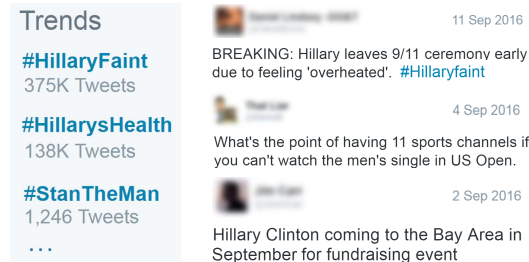 Trends
#HillaryFaint
375K Tweets
#HillarysHealth
138K Tweets
#StanTheMan
1,246 Tweets
...
11 Sep 2016
BREAKING: Hillary leaves 9/11 ceremony early
due to feeling 'overheated'. #Hillaryfaint
4 Sep 2016
What's the point of having 11 sports channels if
you can't watch the men's single in US Open.
2 Sep 2016
Hillary Clinton coming to the Bay Area in
September for fundraising event